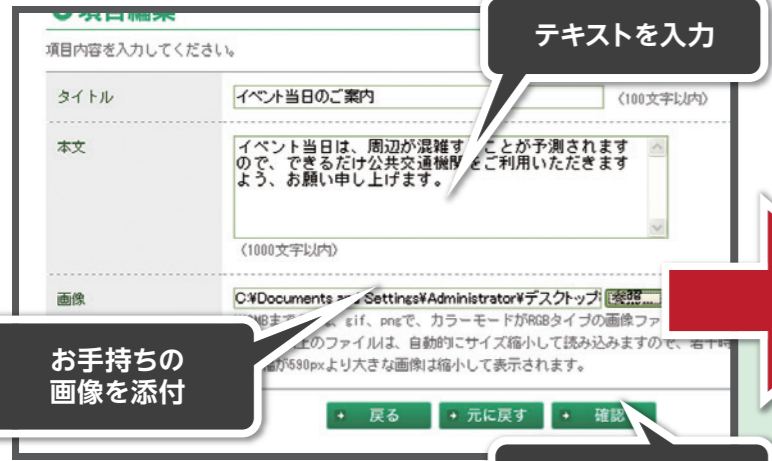 項目編集
テキストを入力
項目内容を入力してください。
タイトル
イベント当日のご案内
(100文字以内)
本文
イベント当日は、周辺が混雑す ことが予測されます
ので、できるだけ公共交通機関をご利用いただきます
よう、お願い申し上げます。
(1000文字以内)
画像
C:¥Documents and Settings¥Administrator¥デスクトップ
参照...
gif、pngで、カラーモードがRGBタイプの画像ファ
上のファイルは、自動的にサイズ縮小して読み込みますので、若干時
幅が590pxより大きな画像は縮小して表示されます。
お手持ちの
画像を添付
戻る
元に戻す
確認